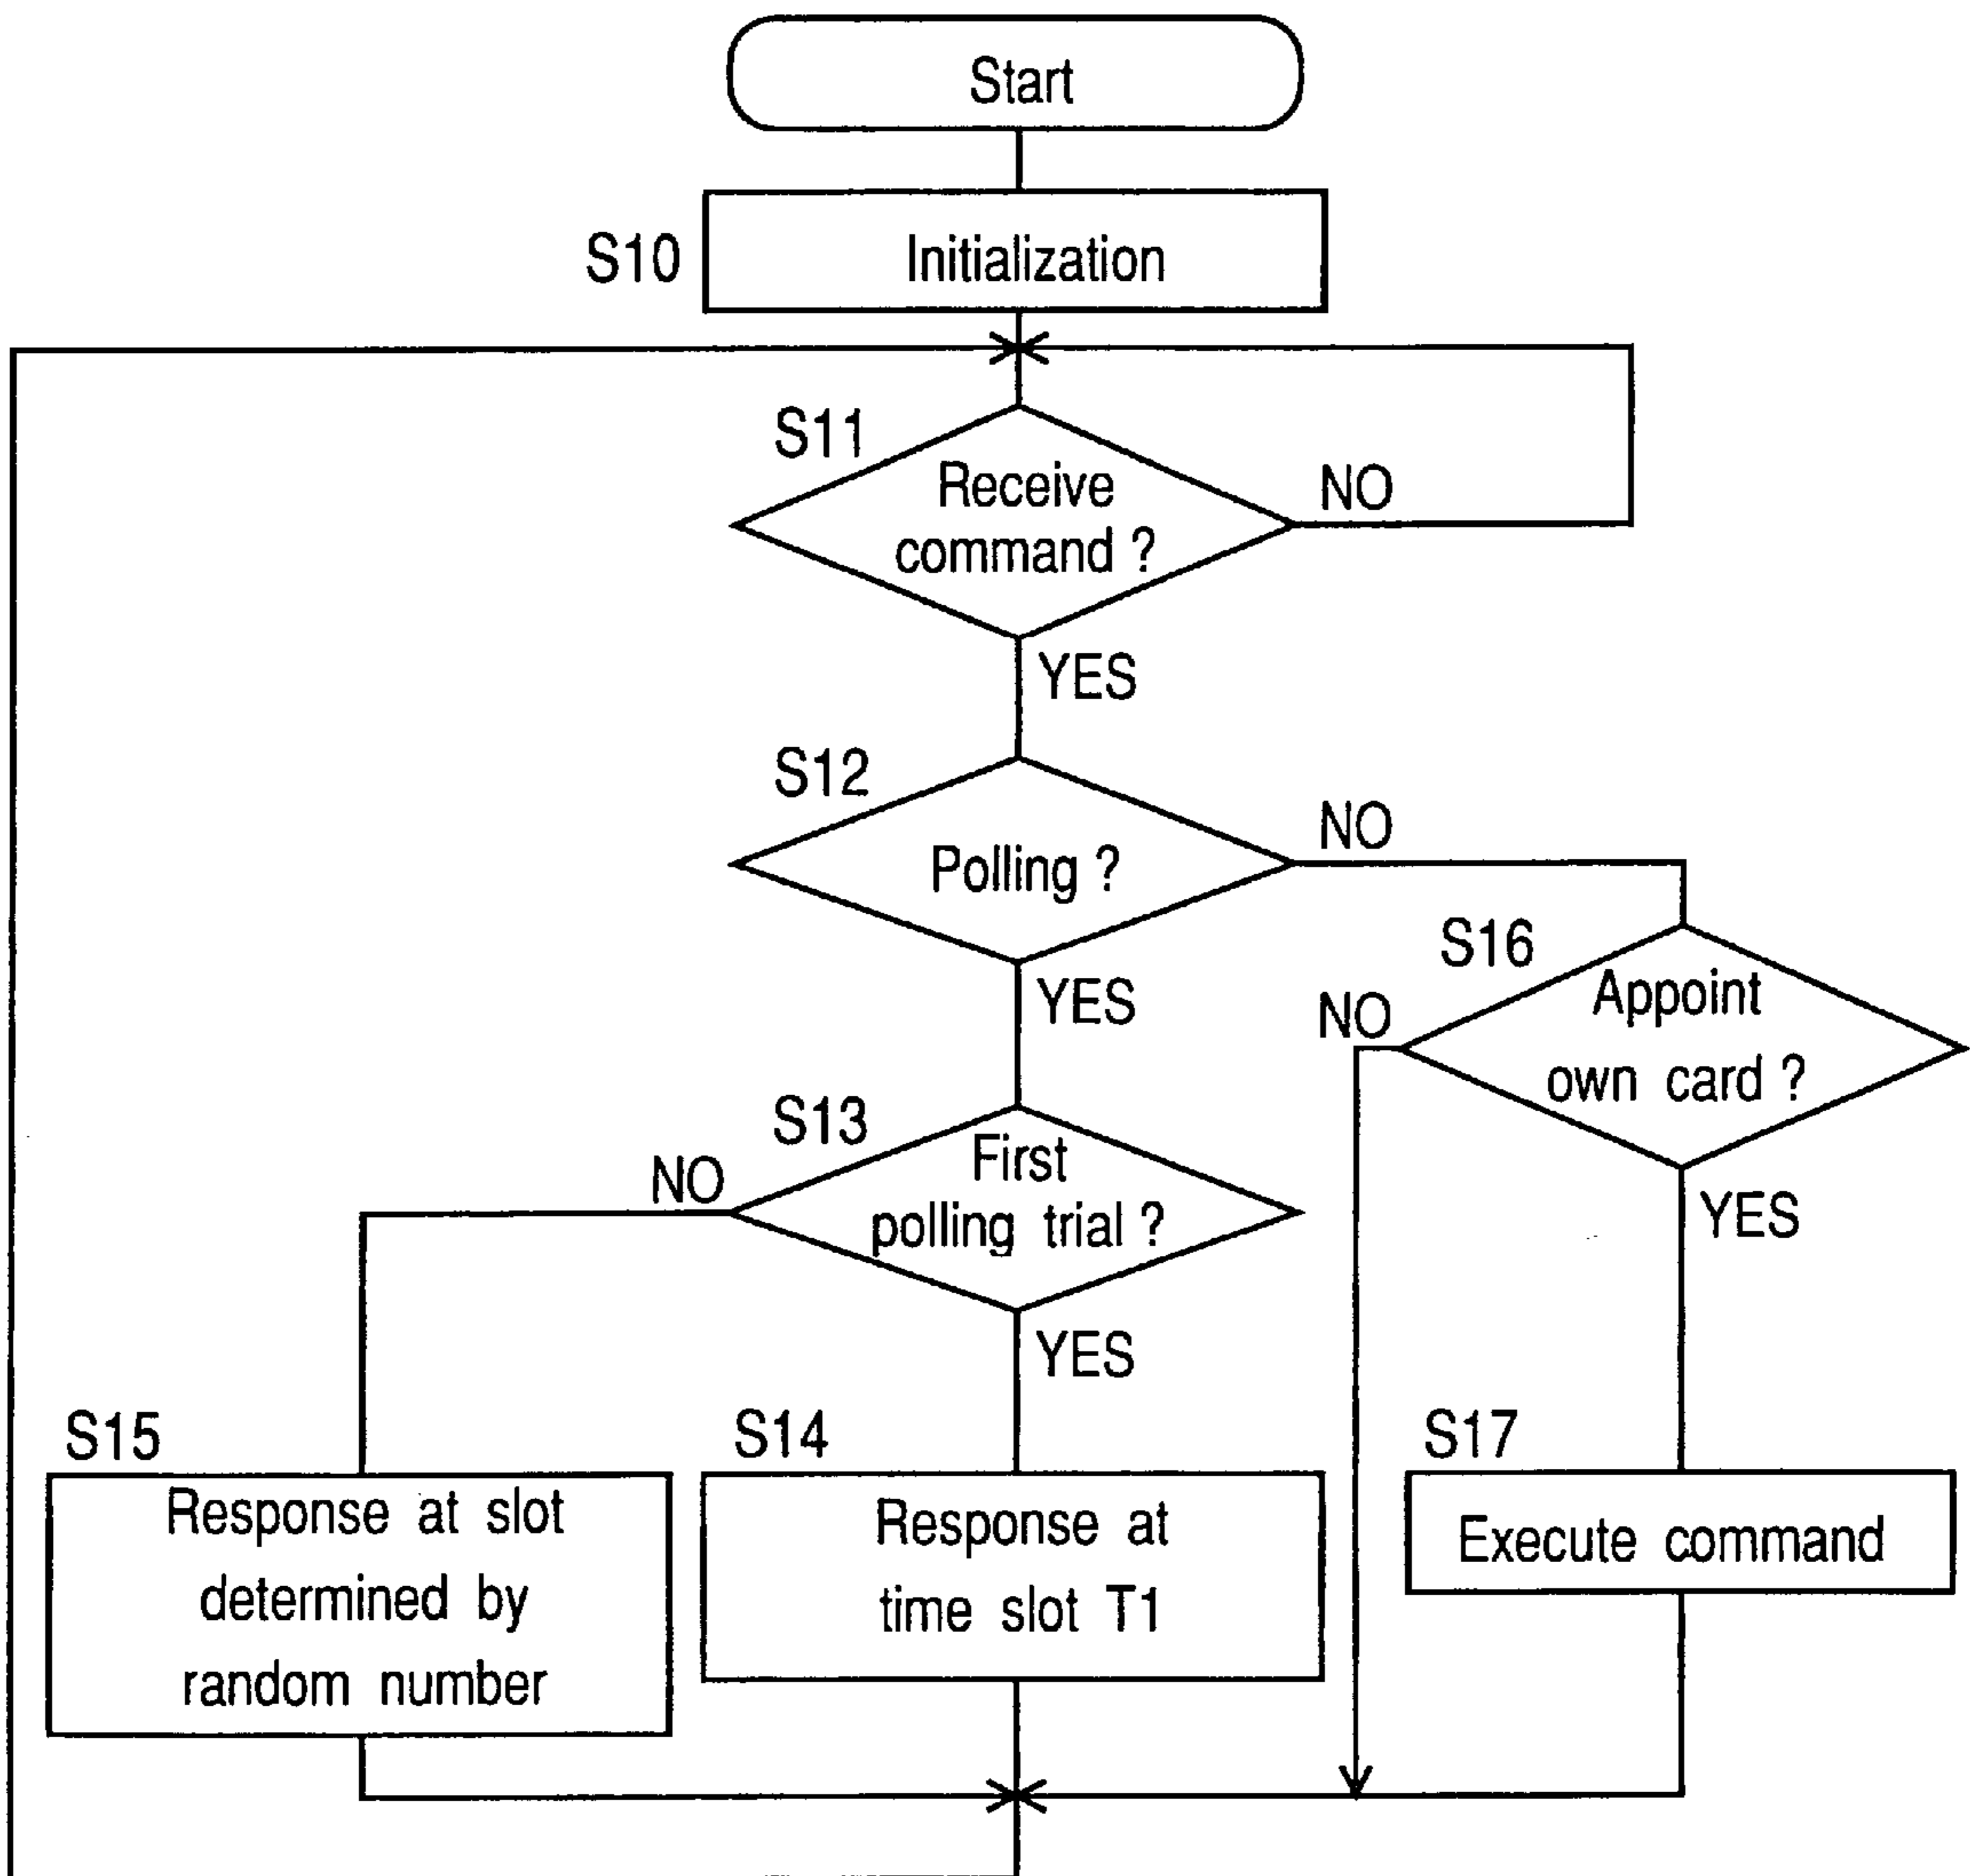 Start
S10
Initialization
S11
Receive
command ?
NO
YES
S12
Polling ?
NO
YES
S16
Appoint
own card ?
NO
YES
S13
First
polling trial ?
NO
YES
S15
Response at slot
determined by
random number
S14
Response at
time slot T1
S17
Execute command